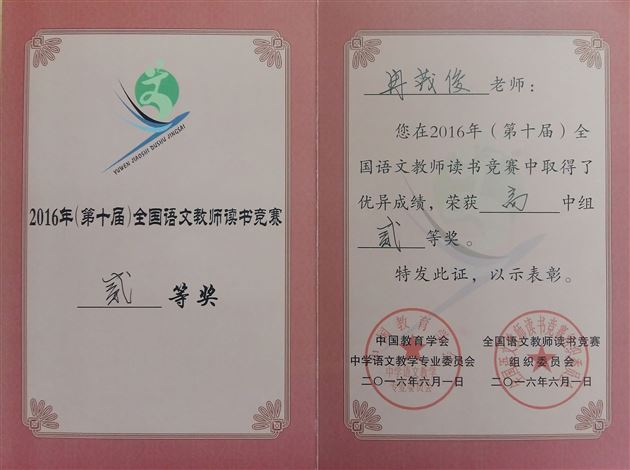 YUWEN JIAOSHI DUSHU JINGSAI
2016年(第十届)全国语文教师读书竞赛
贰 等奖
冉義俊 老师：
您在2016年（第十届）全
国语文教师读书竞赛中取得了
优异成绩，荣获 高 中组
贰 等奖。
特发此证，以示表彰。
中国教育学会
中学语文教学专业委员会
二〇一六年六月一日
全国语文教师读书竞赛
组织委员会
二〇一六年六月一日